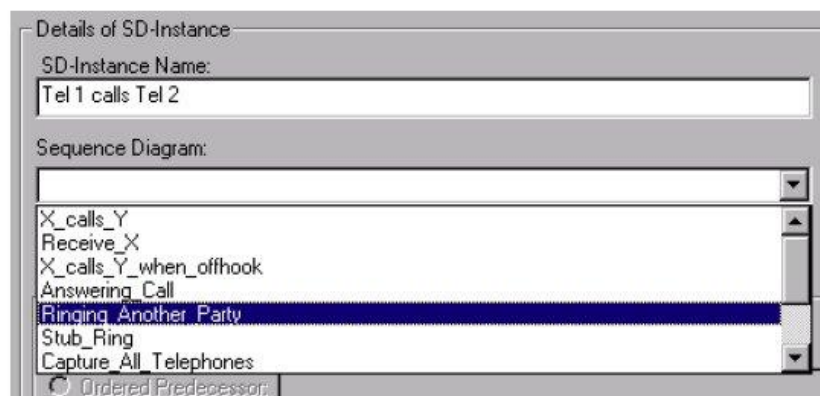 Details of SD-Instance
SD-Instance Name:
Tel 1 calls Tel 2
Sequence Diagram:
X_calls_Y
Receive_X
X_calls_Y_when_offhook
Answering_Call
Ringing_Another_Party
Stub_Ring
Capture_All_Telephones
Ordered Predecessor: